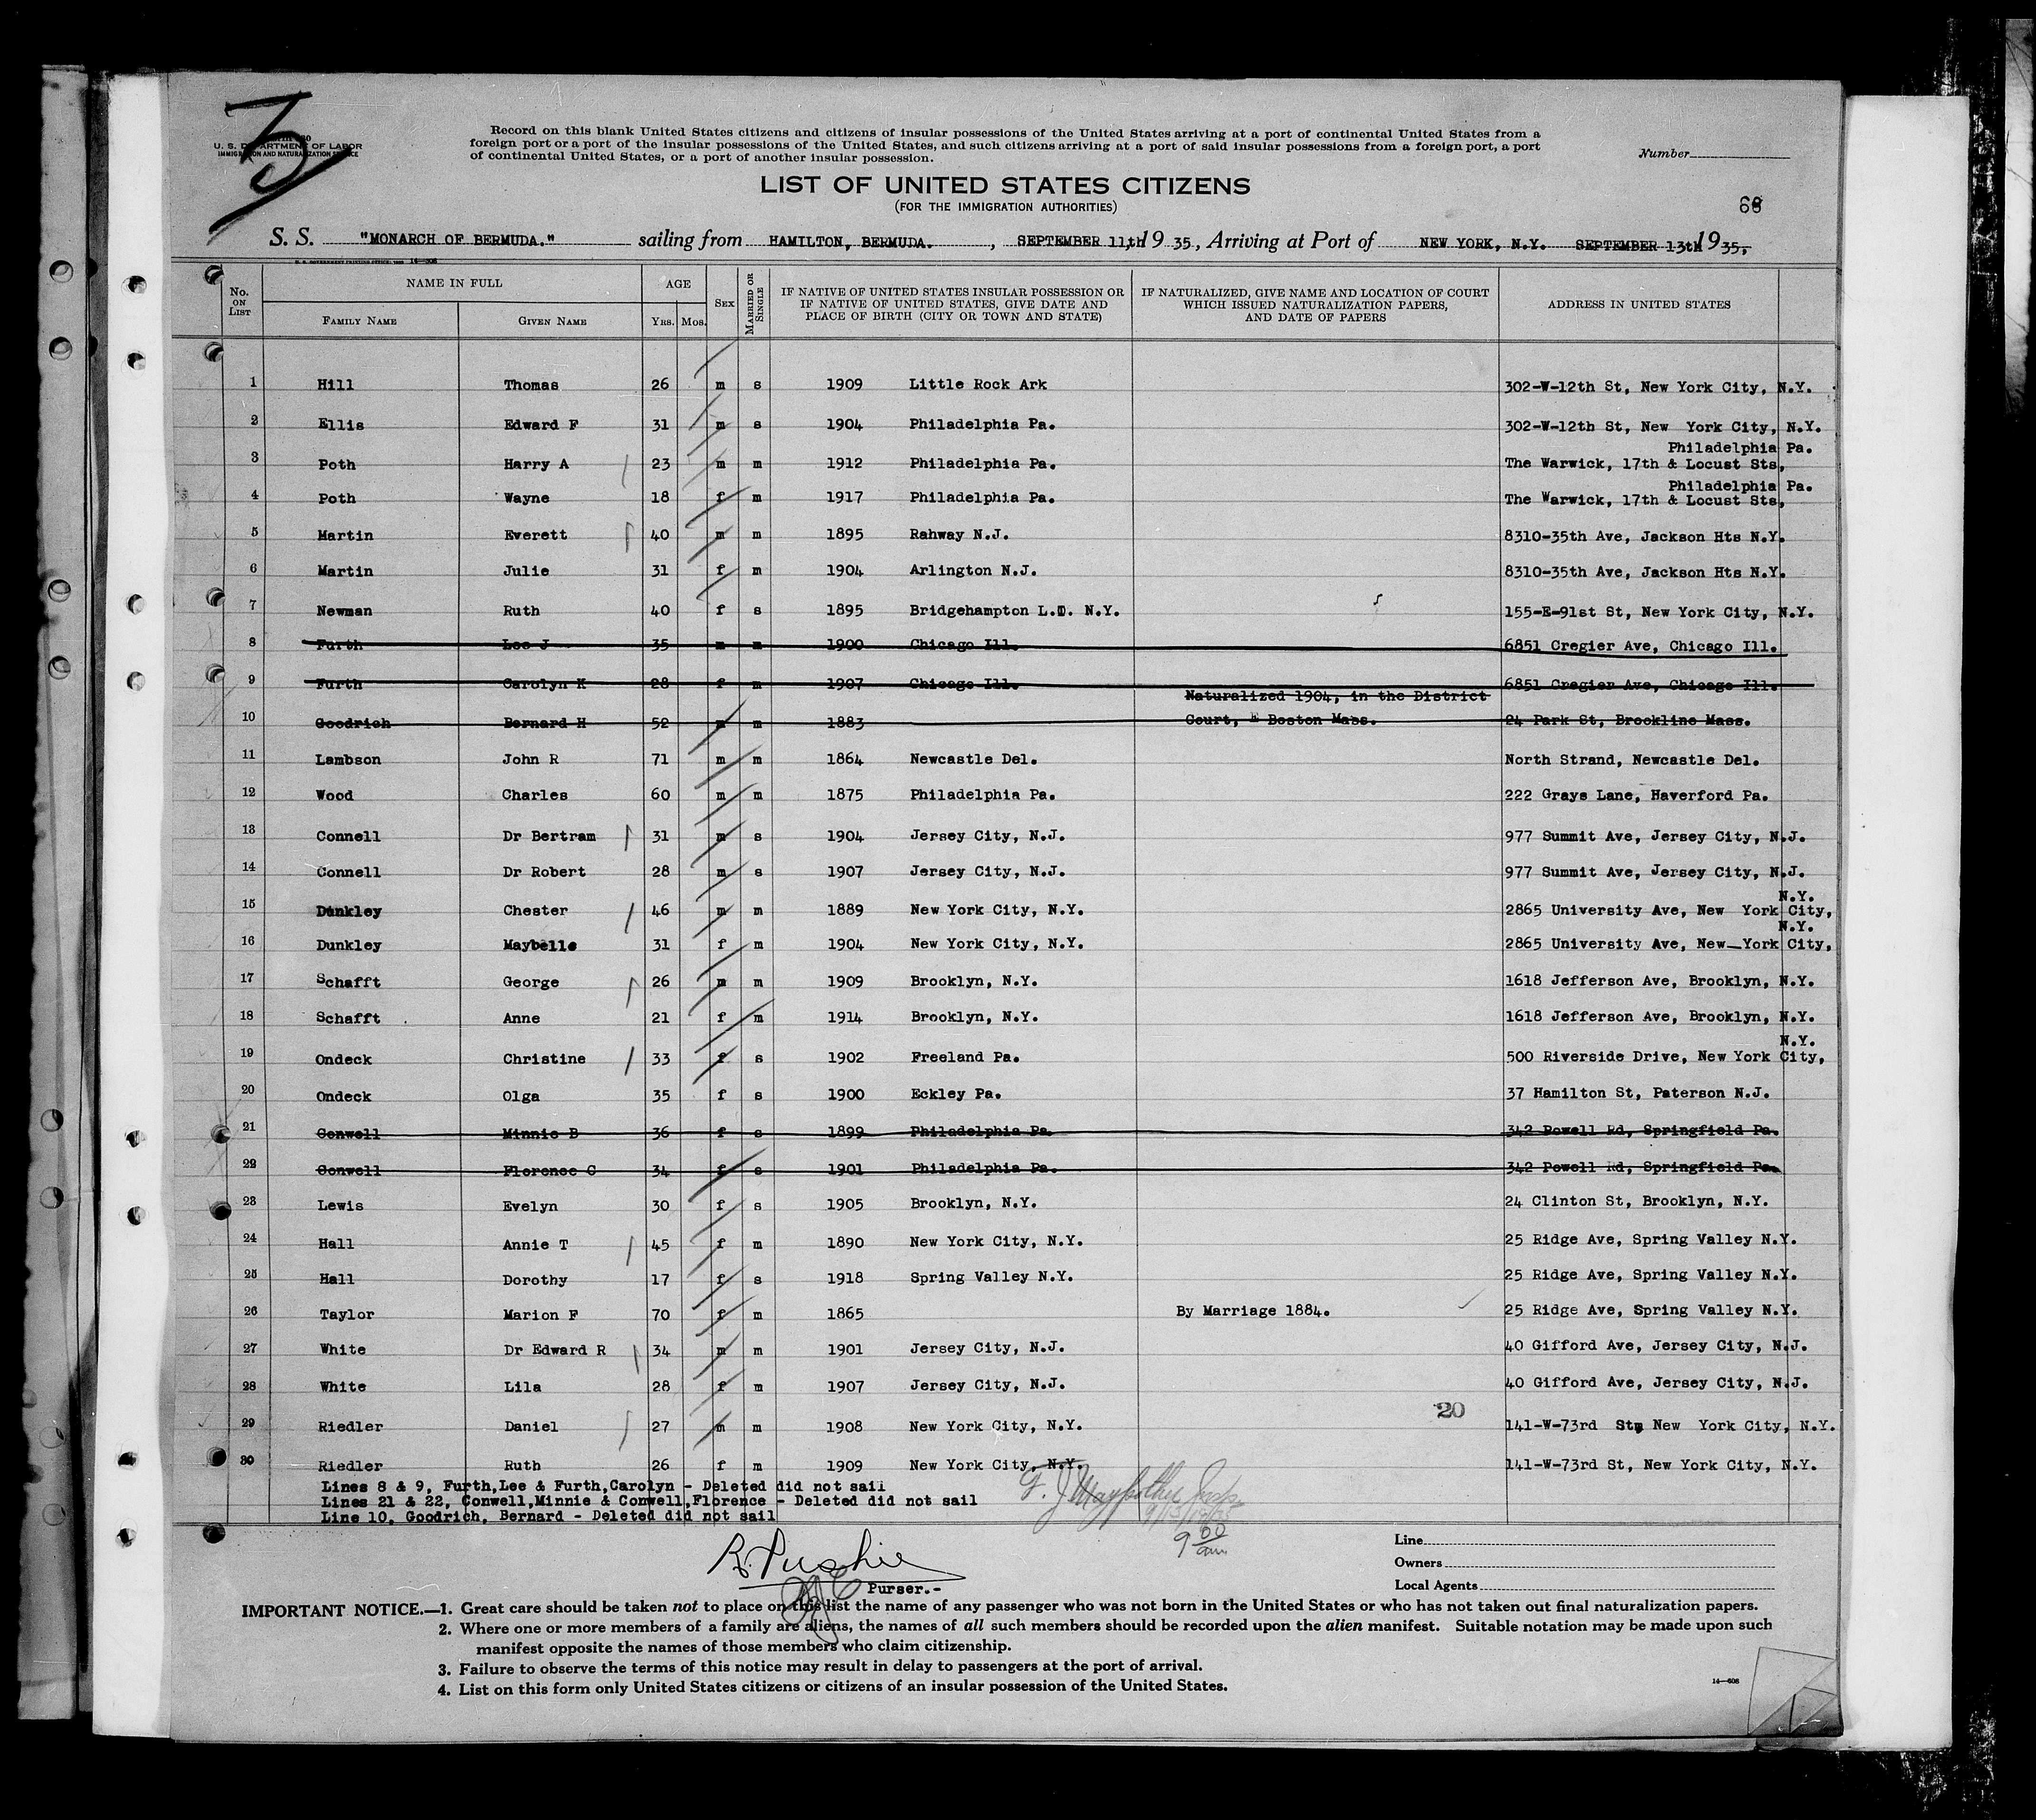 3
U. S. DEPARTMENT OF LABOR
IMMIGRATION AND NATURALIZATION SERVICE
Record on this blank United States citizens and citizens of insular possessions of the United States arriving at a port of continental United States from a
foreign port or a port of the insular possessions of the United States, and such citizens arriving at a port of said insular possessions from a foreign port, a port
of continental United States, or a port of another insular possession.
Number
LIST OF UNITED STATES CITIZENS
(FOR THE IMMIGRATION AUTHORITIES)
68
S. S. "MONARCH OF BERMUDA." sailing from HAMILTON, BERMUDA. , SEPTEMBER 11th, 1935, Arriving at Port of NEW YORK, N.Y. SEPTEMBER 13th 1935,
No. ON LIST NAME IN FULL AGE SEX MARRIED OR SINGLE IF NATIVE OF UNITED STATES INSULAR POSSESSION OR IF NATIVE OF UNITED STATES, GIVE DATE AND PLACE OF BIRTH (CITY OR TOWN AND STATE) IF NATURALIZED, GIVE NAME AND LOCATION OF COURT WHICH ISSUED NATURALIZATION PAPERS, AND DATE OF PAPERS ADDRESS IN UNITED STATES
FAMILY NAME GIVEN NAME YRS. MOS.
1 Hill Thomas 26 m s 1909 Little Rock Ark 302-W-12th St, New York City, N.Y.
2 Ellis Edward F 31 m s 1904 Philadelphia Pa. 302-W-12th St, New York City, N.Y.
3 Poth Harry A 23 m m 1912 Philadelphia Pa. The Warwick, 17th & Locust Sts, Philadelphia Pa.
4 Poth Wayne 18 f m 1917 Philadelphia Pa. The Warwick, 17th & Locust Sts, Philadelphia Pa.
5 Martin Everett 40 m m 1895 Rahway N.J. 8310-35th Ave, Jackson Hts N.Y.
6 Martin Julie 31 f m 1904 Arlington N.J. 8310-35th Ave, Jackson Hts N.Y.
7 Newman Ruth 40 f s 1895 Bridgehampton L.I. N.Y. 155-E-91st St, New York City, N.Y.
8 Furth Lee J 35 m m 1900 Chicago Ill. 6851 Cregier Ave, Chicago Ill.
9 Furth Carolyn K 28 f m 1907 Chicago Ill. 6851 Cregier Ave, Chicago Ill.
10 Goodrich Bernard H 52 m m 1883 Naturalized 1904, in the District Court, Boston Mass. 24 Park St, Brookline Mass.
11 Lambson John R 71 m m 1864 Newcastle Del. North Strand, Newcastle Del.
12 Wood Charles 60 m m 1875 Philadelphia Pa. 222 Grays Lane, Haverford Pa.
13 Connell Dr Bertram 31 m s 1904 Jersey City, N.J. 977 Summit Ave, Jersey City, N.J.
14 Connell Dr Robert 28 m s 1907 Jersey City, N.J. 977 Summit Ave, Jersey City, N.J.
15 Dunkley Chester 46 m m 1889 New York City, N.Y. 2865 University Ave, New York City, N.Y.
16 Dunkley Maybelle 31 f m 1904 New York City, N.Y. 2865 University Ave, New York City, N.Y.
17 Schafft George 26 m m 1909 Brooklyn, N.Y. 1618 Jefferson Ave, Brooklyn, N.Y.
18 Schafft Anne 21 f m 1914 Brooklyn, N.Y. 1618 Jefferson Ave, Brooklyn, N.Y.
19 Ondeck Christine 33 f s 1902 Freeland Pa. 500 Riverside Drive, New York City, N.Y.
20 Ondeck Olga 35 f s 1900 Eckley Pa. 37 Hamilton St, Paterson N.J.
21 Conwell Minnie B 36 f s 1899 Philadelphia Pa. 342 Powell Rd, Springfield Pa.
22 Conwell Florence C 34 f s 1901 Philadelphia Pa. 342 Powell Rd, Springfield Pa.
23 Lewis Evelyn 30 f s 1905 Brooklyn, N.Y. 24 Clinton St, Brooklyn, N.Y.
24 Hall Annie T 45 f m 1890 New York City, N.Y. 25 Ridge Ave, Spring Valley N.Y.
25 Hall Dorothy 17 f s 1918 Spring Valley N.Y. 25 Ridge Ave, Spring Valley N.Y.
26 Taylor Marion F 70 f m 1865 By Marriage 1884. 25 Ridge Ave, Spring Valley N.Y.
27 White Dr Edward R 34 m m 1901 Jersey City, N.J. 40 Gifford Ave, Jersey City, N.J.
28 White Lila 28 f m 1907 Jersey City, N.J. 40 Gifford Ave, Jersey City, N.J.
20
29 Riedler Daniel 27 m m 1908 New York City, N.Y. 141-W-73rd St, New York City, N.Y.
30 Riedler Ruth 26 f m 1909 New York City, N.Y. 141-W-73rd St, New York City, N.Y.
Lines 8 & 9, Furth,Lee & Furth,Carolyn - Deleted did not sail
Lines 21 & 22, Conwell,Minnie & Conwell,Florence - Deleted did not sail
Line 10, Goodrich, Bernard - Deleted did not sail
9 00 am
Purser.-
Line
Owners
Local Agents
IMPORTANT NOTICE.—1. Great care should be taken not to place on this list the name of any passenger who was not born in the United States or who has not taken out final naturalization papers.
2. Where one or more members of a family are aliens, the names of all such members should be recorded upon the alien manifest. Suitable notation may be made upon such
manifest opposite the names of those members who claim citizenship.
3. Failure to observe the terms of this notice may result in delay to passengers at the port of arrival.
4. List on this form only United States citizens or citizens of an insular possession of the United States.
14—608